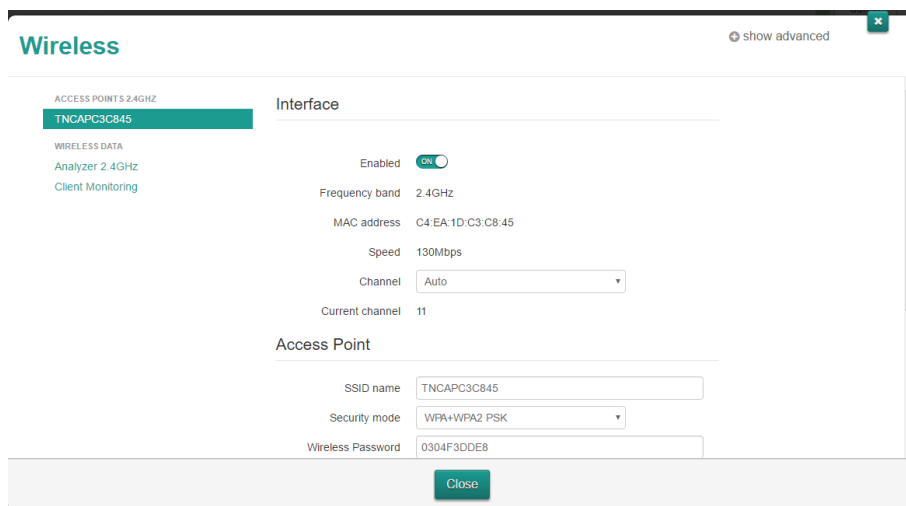 Wireless
show advanced
ACCESS POINTS 2.4GHZ
TNCAPC3C845
WIRELESS DATA
Analyzer 2.4GHz
Client Monitoring
Interface
Enabled ON
Frequency band 2.4GHz
MAC address C4:EA:1D:C3:C8:45
Speed 130Mbps
Channel Auto
Current channel 11
Access Point
SSID name TNCAPC3C845
Security mode WPA+WPA2 PSK
Wireless Password 0304F3DDE8
Close